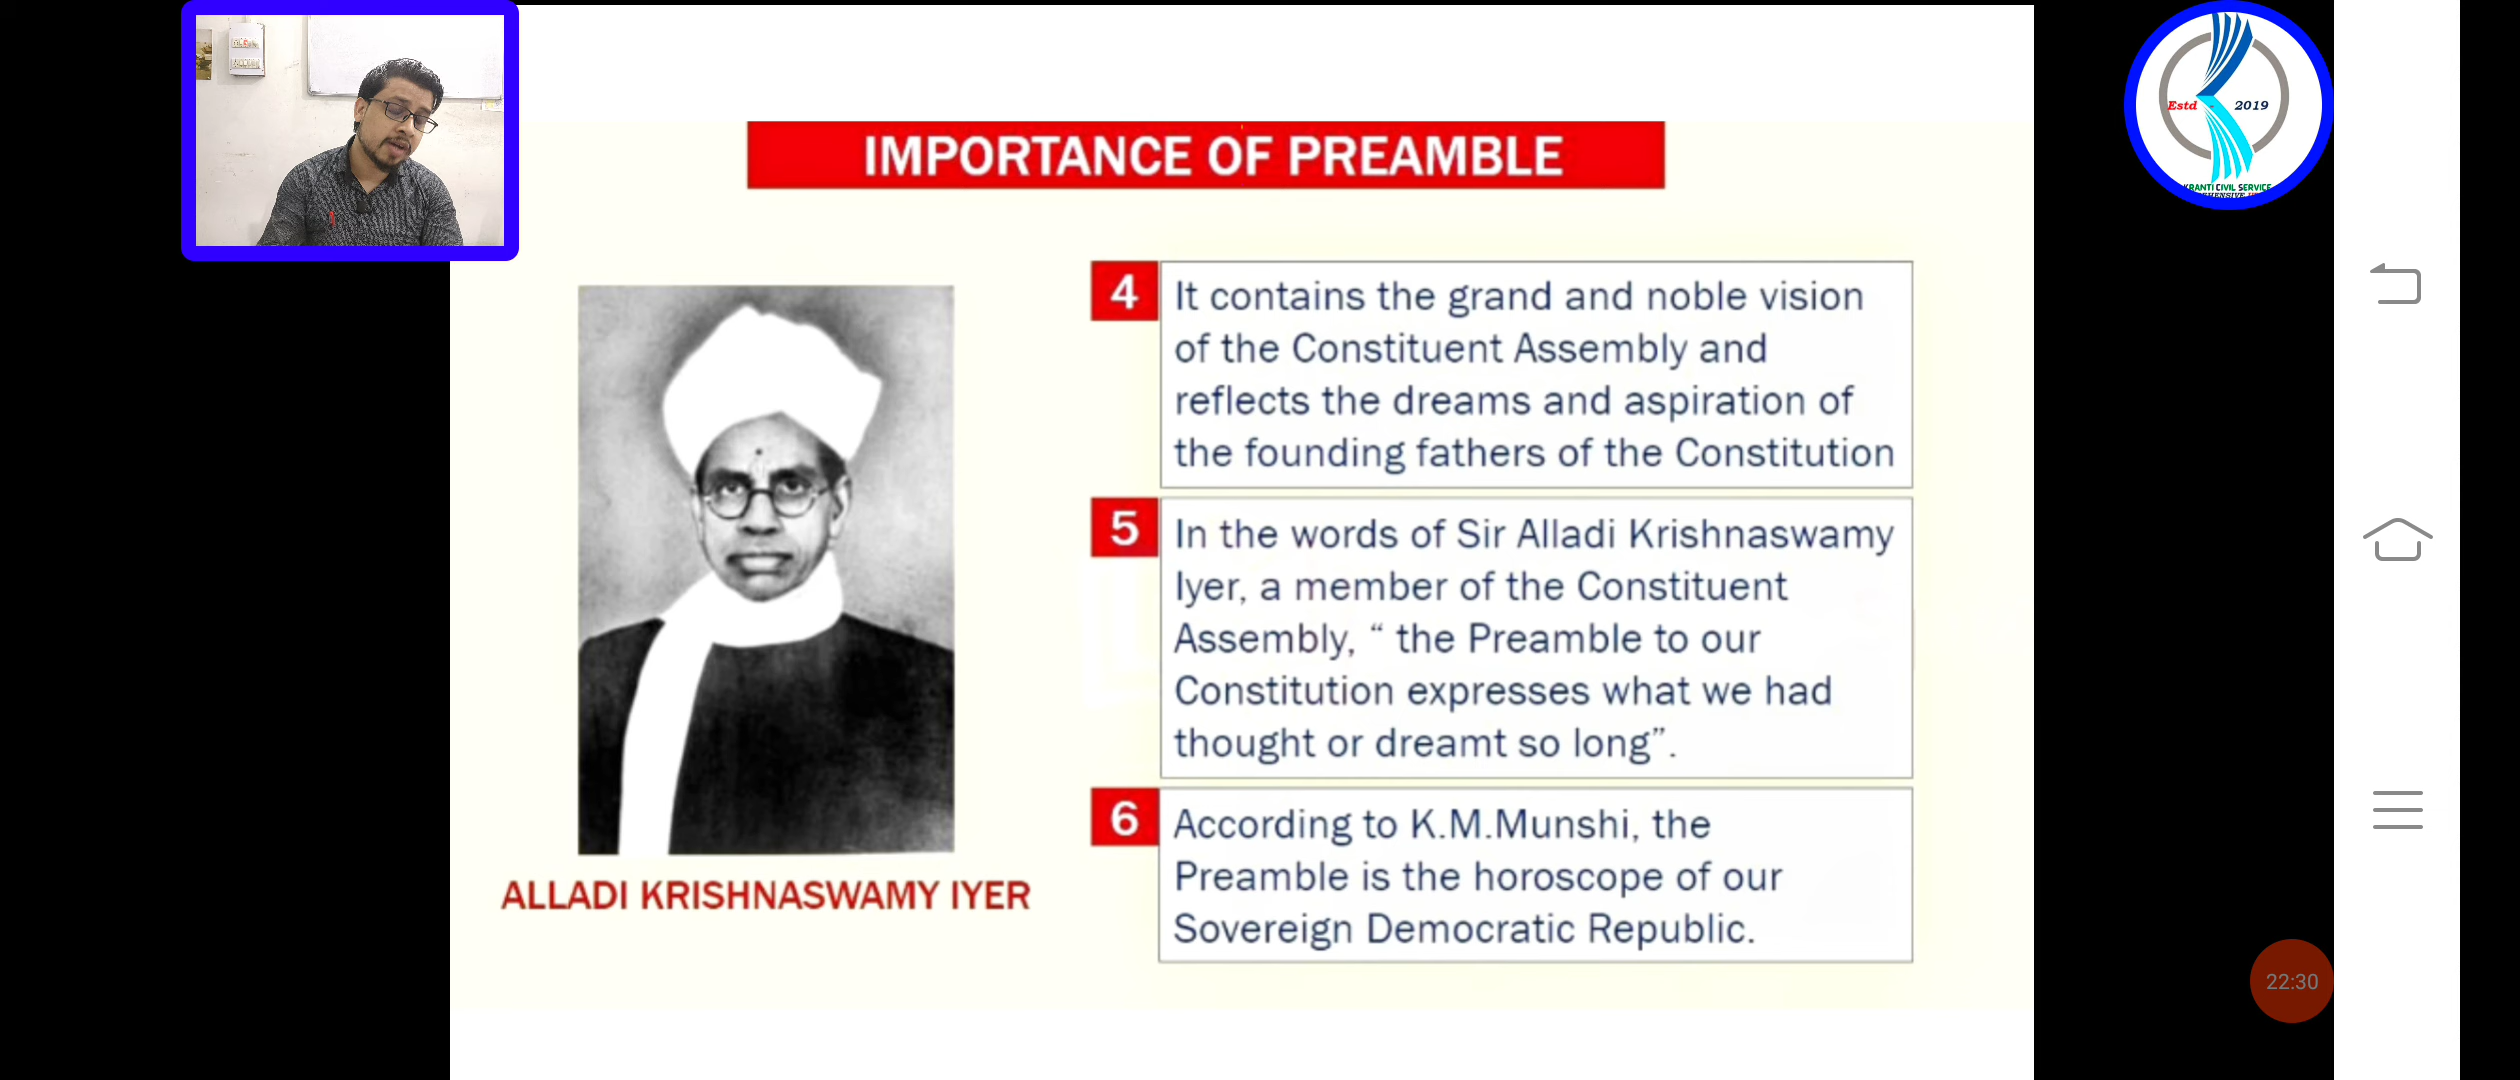 IMPORTANCE OF PREAMBLE
4
It contains the grand and noble vision
of the Constituent Assembly and
reflects the dreams and aspiration of
the founding fathers of the Constitution
5
In the words of Sir Alladi Krishnaswamy
Iyer, a member of the Constituent
Assembly, “ the Preamble to our
Constitution expresses what we had
thought or dreamt so long”.
6
According to K.M.Munshi, the
Preamble is the horoscope of our
Sovereign Democratic Republic.
ALLADI KRISHNASWAMY IYER
Estd - 2019
KRANTI CIVIL SERVICE
22:30